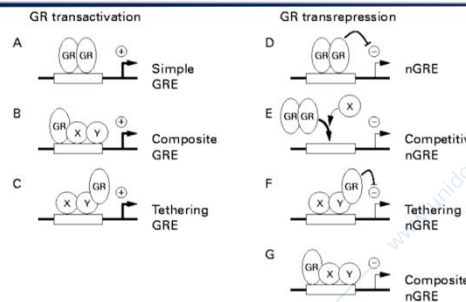 GR transactivation
A
GR GR
+
Simple
GRE
B
GR X Y
+
Composite
GRE
C
X Y GR
+
Tethering
GRE
GR transrepression
D
GR GR
−
nGRE
E
GR GR
X
−
Competitiv
nGRE
F
X Y GR
−
Tethering
nGRE
G
GR X Y
−
Composite
nGRE